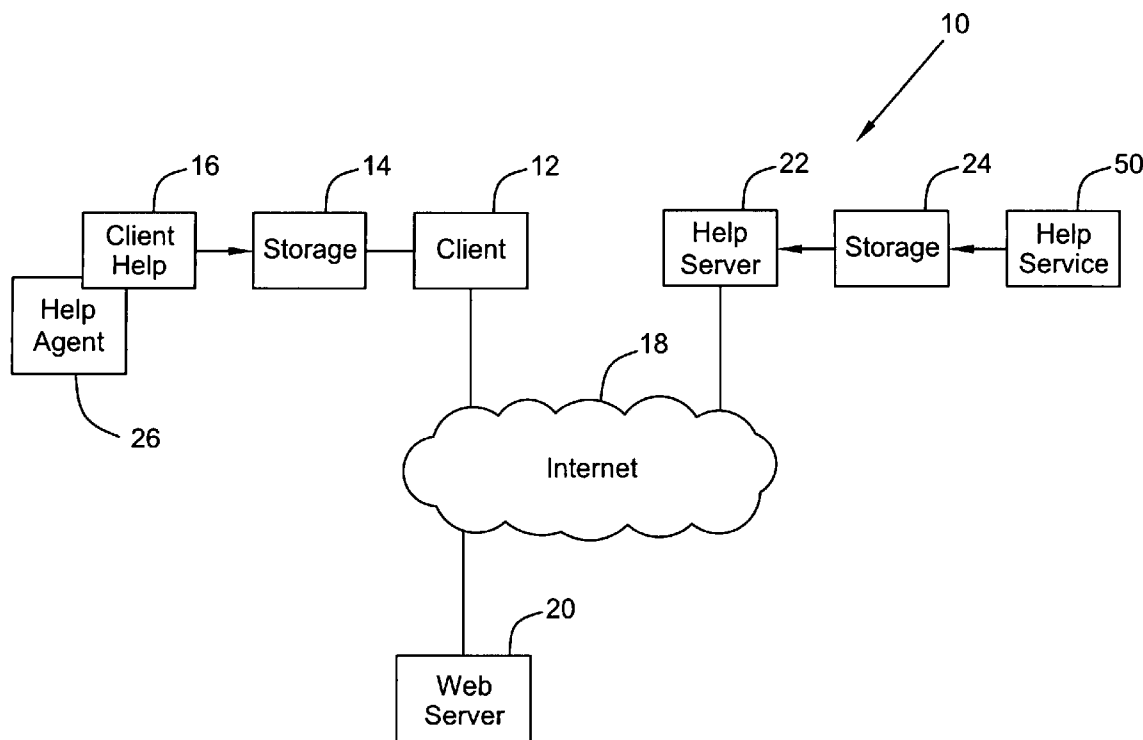 10
16
14
12
22
24
50
Client
Help
Storage
Client
Help
Server
Storage
Help
Service
Help
Agent
18
26
Internet
20
Web
Server